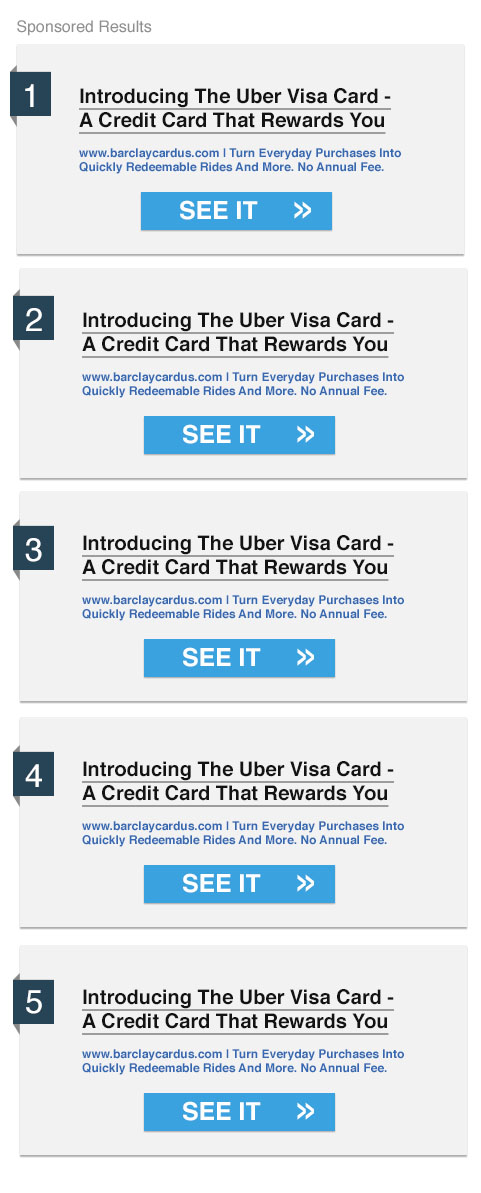 Sponsored Results
1
Introducing The Uber Visa Card -
A Credit Card That Rewards You
www.barclaycardus.com | Turn Everyday Purchases Into
Quickly Redeemable Rides And More. No Annual Fee.
SEE IT »
2
Introducing The Uber Visa Card -
A Credit Card That Rewards You
www.barclaycardus.com | Turn Everyday Purchases Into
Quickly Redeemable Rides And More. No Annual Fee.
SEE IT »
3
Introducing The Uber Visa Card -
A Credit Card That Rewards You
www.barclaycardus.com | Turn Everyday Purchases Into
Quickly Redeemable Rides And More. No Annual Fee.
SEE IT »
4
Introducing The Uber Visa Card -
A Credit Card That Rewards You
www.barclaycardus.com | Turn Everyday Purchases Into
Quickly Redeemable Rides And More. No Annual Fee.
SEE IT »
5
Introducing The Uber Visa Card -
A Credit Card That Rewards You
www.barclaycardus.com | Turn Everyday Purchases Into
Quickly Redeemable Rides And More. No Annual Fee.
SEE IT »